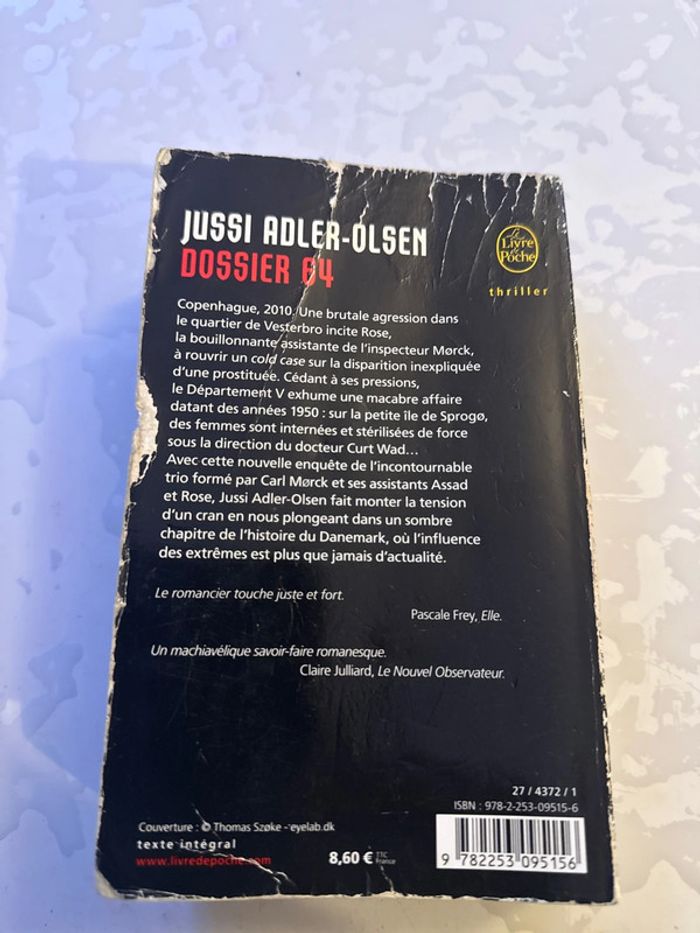 JUSSI ADLER-OLSEN
DOSSIER 64
Le
Livre
de
Poche
thriller
Copenhague, 2010. Une brutale agression dans
le quartier de Vesterbro incite Rose,
la bouillonnante assistante de l'inspecteur Mørck,
à rouvrir un cold case sur la disparition inexpliquée
d'une prostituée. Cédant à ses pressions,
le Département V exhume une macabre affaire
datant des années 1950 : sur la petite île de Sprogø,
des femmes sont internées et stérilisées de force
sous la direction du docteur Curt Wad…
Avec cette nouvelle enquête de l'incontournable
trio formé par Carl Mørck et ses assistants Assad
et Rose, Jussi Adler-Olsen fait monter la tension
d'un cran en nous plongeant dans un sombre
chapitre de l'histoire du Danemark, où l'influence
des extrêmes est plus que jamais d'actualité.
Le romancier touche juste et fort.
Pascale Frey, Elle.
Un machiavélique savoir-faire romanesque.
Claire Julliard, Le Nouvel Observateur.
27 / 4372 / 1
ISBN : 978-2-253-09515-6
Couverture : © Thomas Szøke - eyelab.dk
texte intégral
www.livredepoche.com
8,60 € TTC France
9 782253 095156